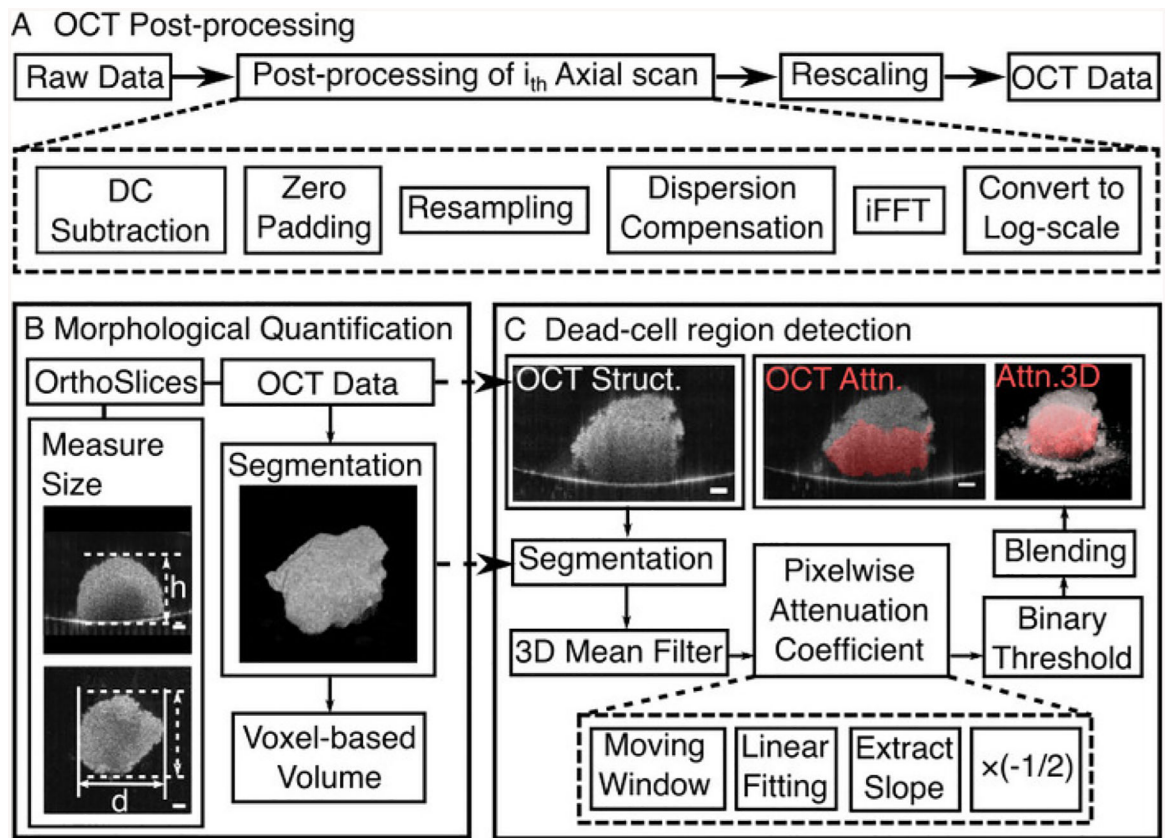 A OCT Post-processing
Raw Data
Post-processing of ith Axial scan
Rescaling
OCT Data
DC
Subtraction
Zero
Padding
Resampling
Dispersion
Compensation
iFFT
Convert to
Log-scale
B Morphological Quantification
OrthoSlices
OCT Data
Measure
Size
h
d
Segmentation
Voxel-based
Volume
C Dead-cell region detection
OCT Struct.
OCT Attn.
Attn.3D
Segmentation
3D Mean Filter
Pixelwise
Attenuation
Coefficient
Binary
Threshold
Blending
Moving
Window
Linear
Fitting
Extract
Slope
×(-1/2)